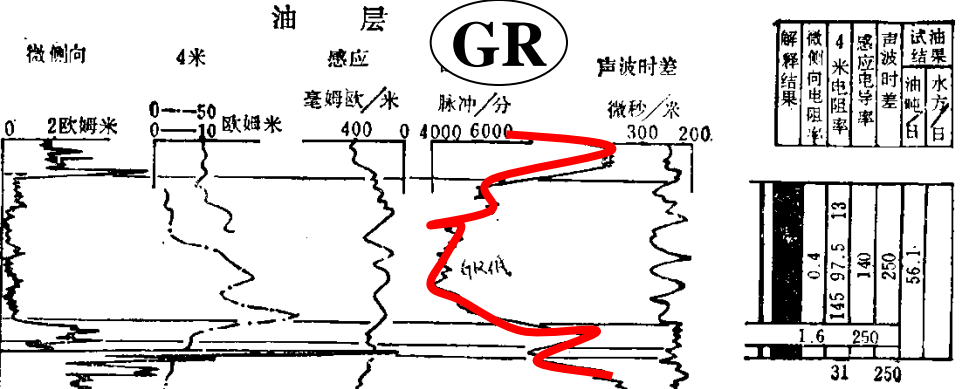 油 层
GR
微侧向
4米
感应
声波时差
毫姆欧/米
脉冲/分
微秒/米
0 2欧姆米
0 50
0 10 欧姆米
400 0
4000 6000
300 200
GR低
解释结果
微侧向电阻率
4米电阻率
感应电导率
声波时差
试油结果
油吨/日
水方/日
0.4
145 97.5 13
140
250
56.1
1.6 250
31 250